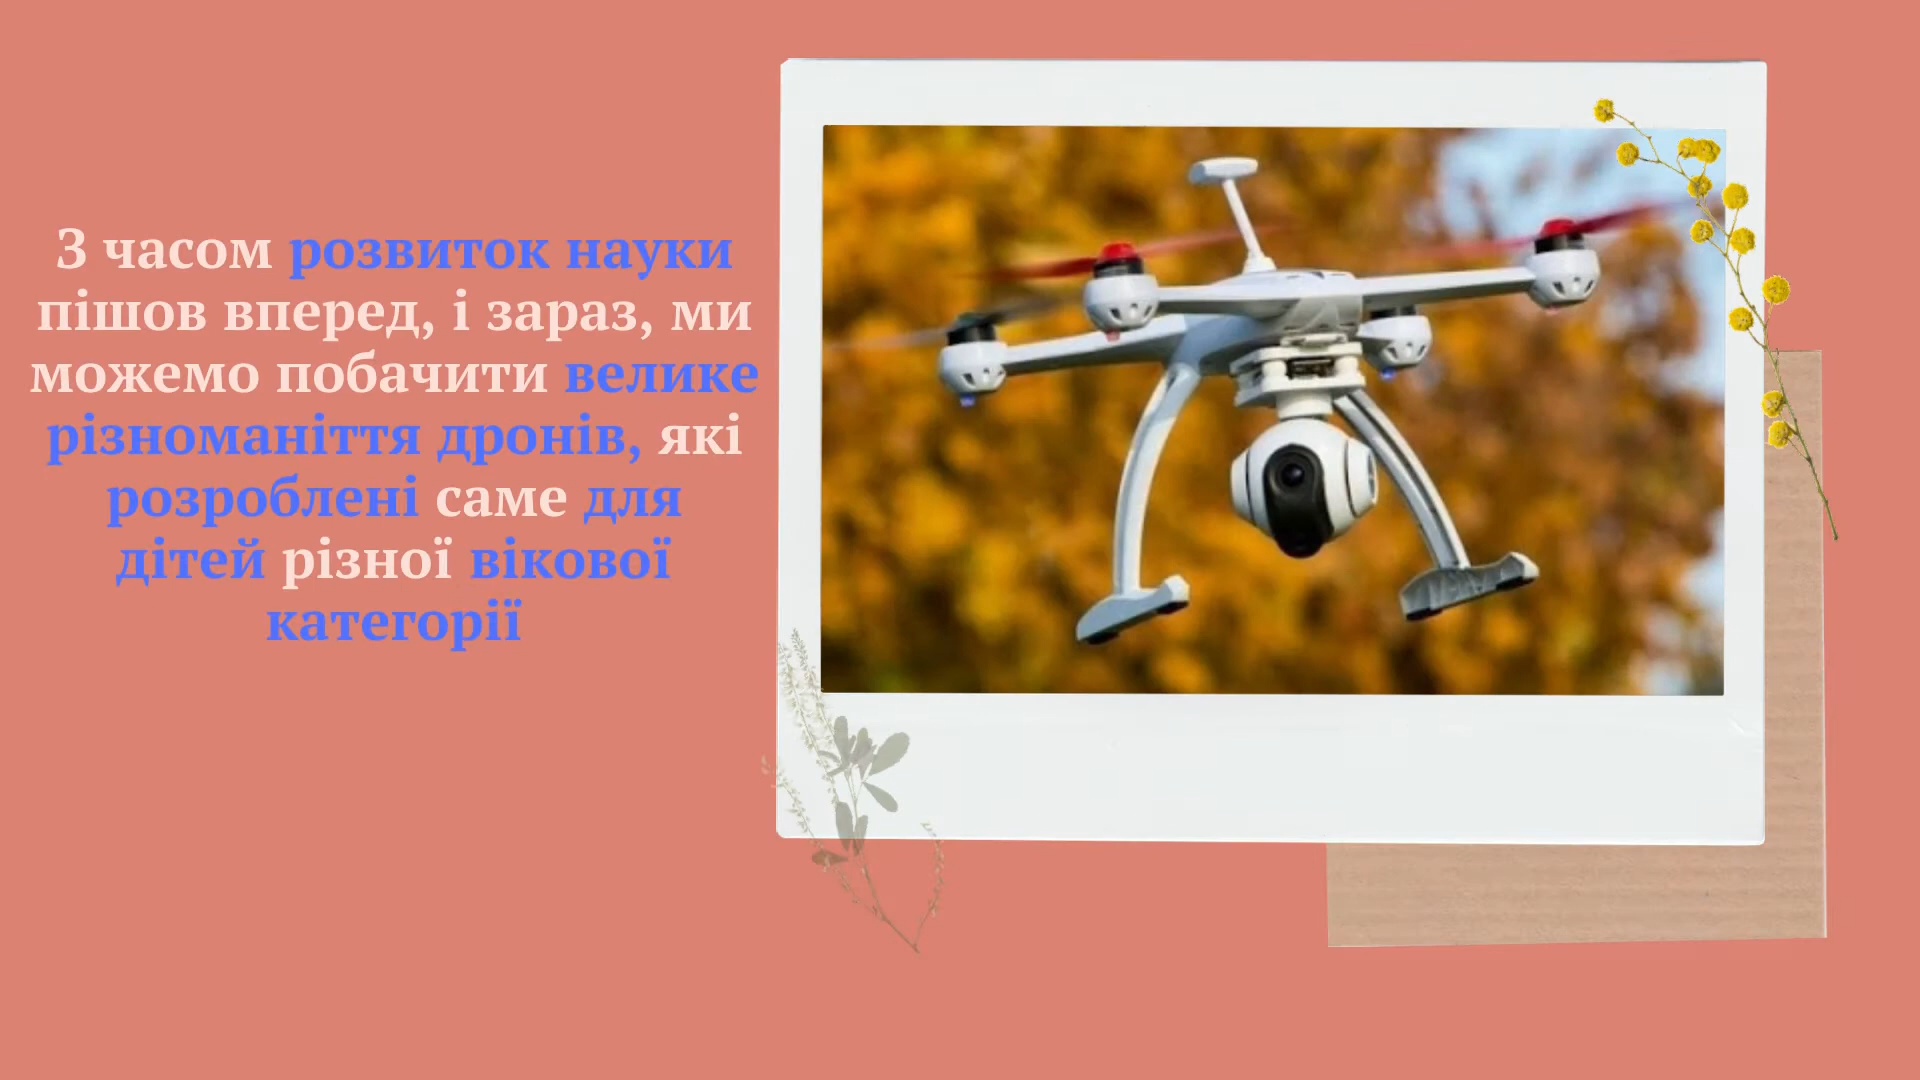 З часом розвиток науки
пішов вперед, і зараз, ми
можемо побачити велике
різноманіття дронів, які
розроблені саме для
дітей різної вікової
категорії